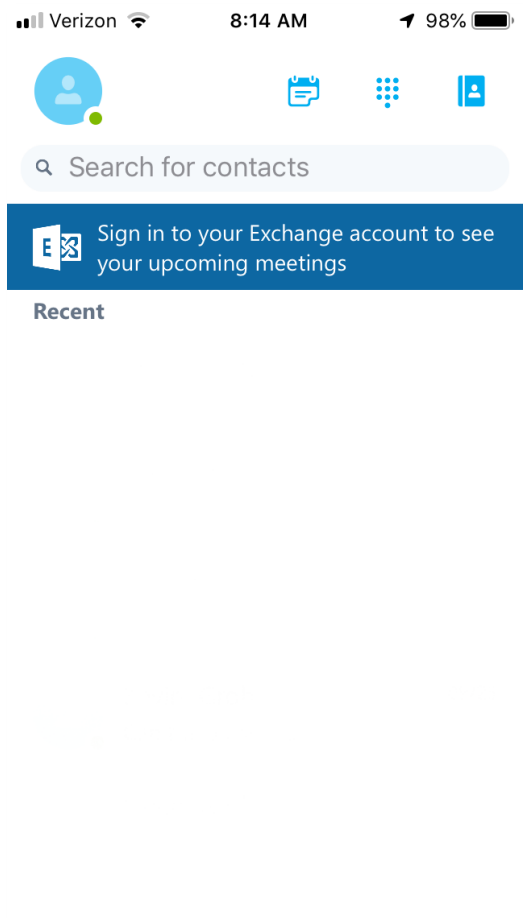 Verizon 8:14 AM 98%
Search for contacts
E
Sign in to your Exchange account to see
your upcoming meetings
Recent